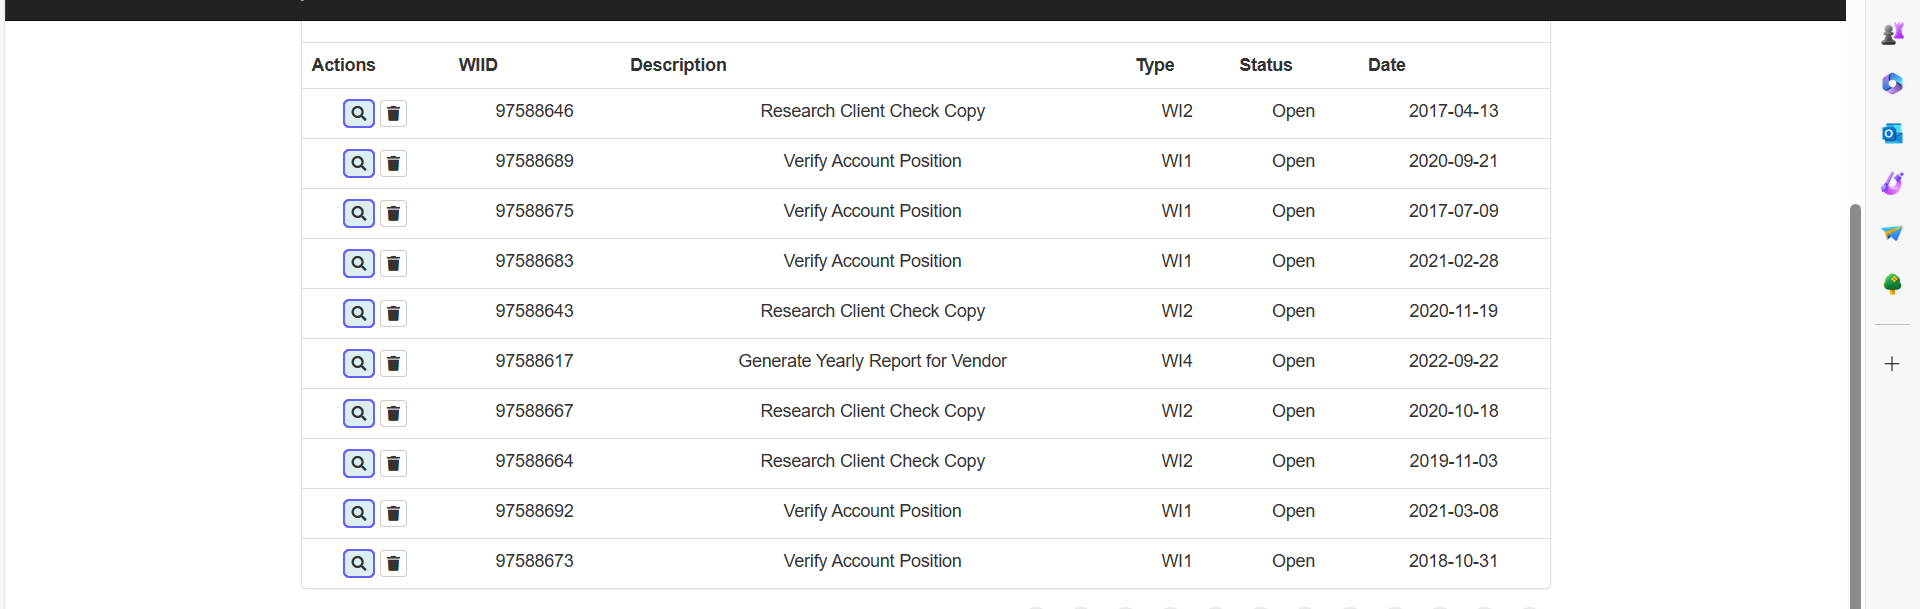 Actions WIID Description Type Status Date
97588646 Research Client Check Copy WI2 Open 2017-04-13
97588689 Verify Account Position WI1 Open 2020-09-21
97588675 Verify Account Position WI1 Open 2017-07-09
97588683 Verify Account Position WI1 Open 2021-02-28
97588643 Research Client Check Copy WI2 Open 2020-11-19
97588617 Generate Yearly Report for Vendor WI4 Open 2022-09-22
97588667 Research Client Check Copy WI2 Open 2020-10-18
97588664 Research Client Check Copy WI2 Open 2019-11-03
97588692 Verify Account Position WI1 Open 2021-03-08
97588673 Verify Account Position WI1 Open 2018-10-31